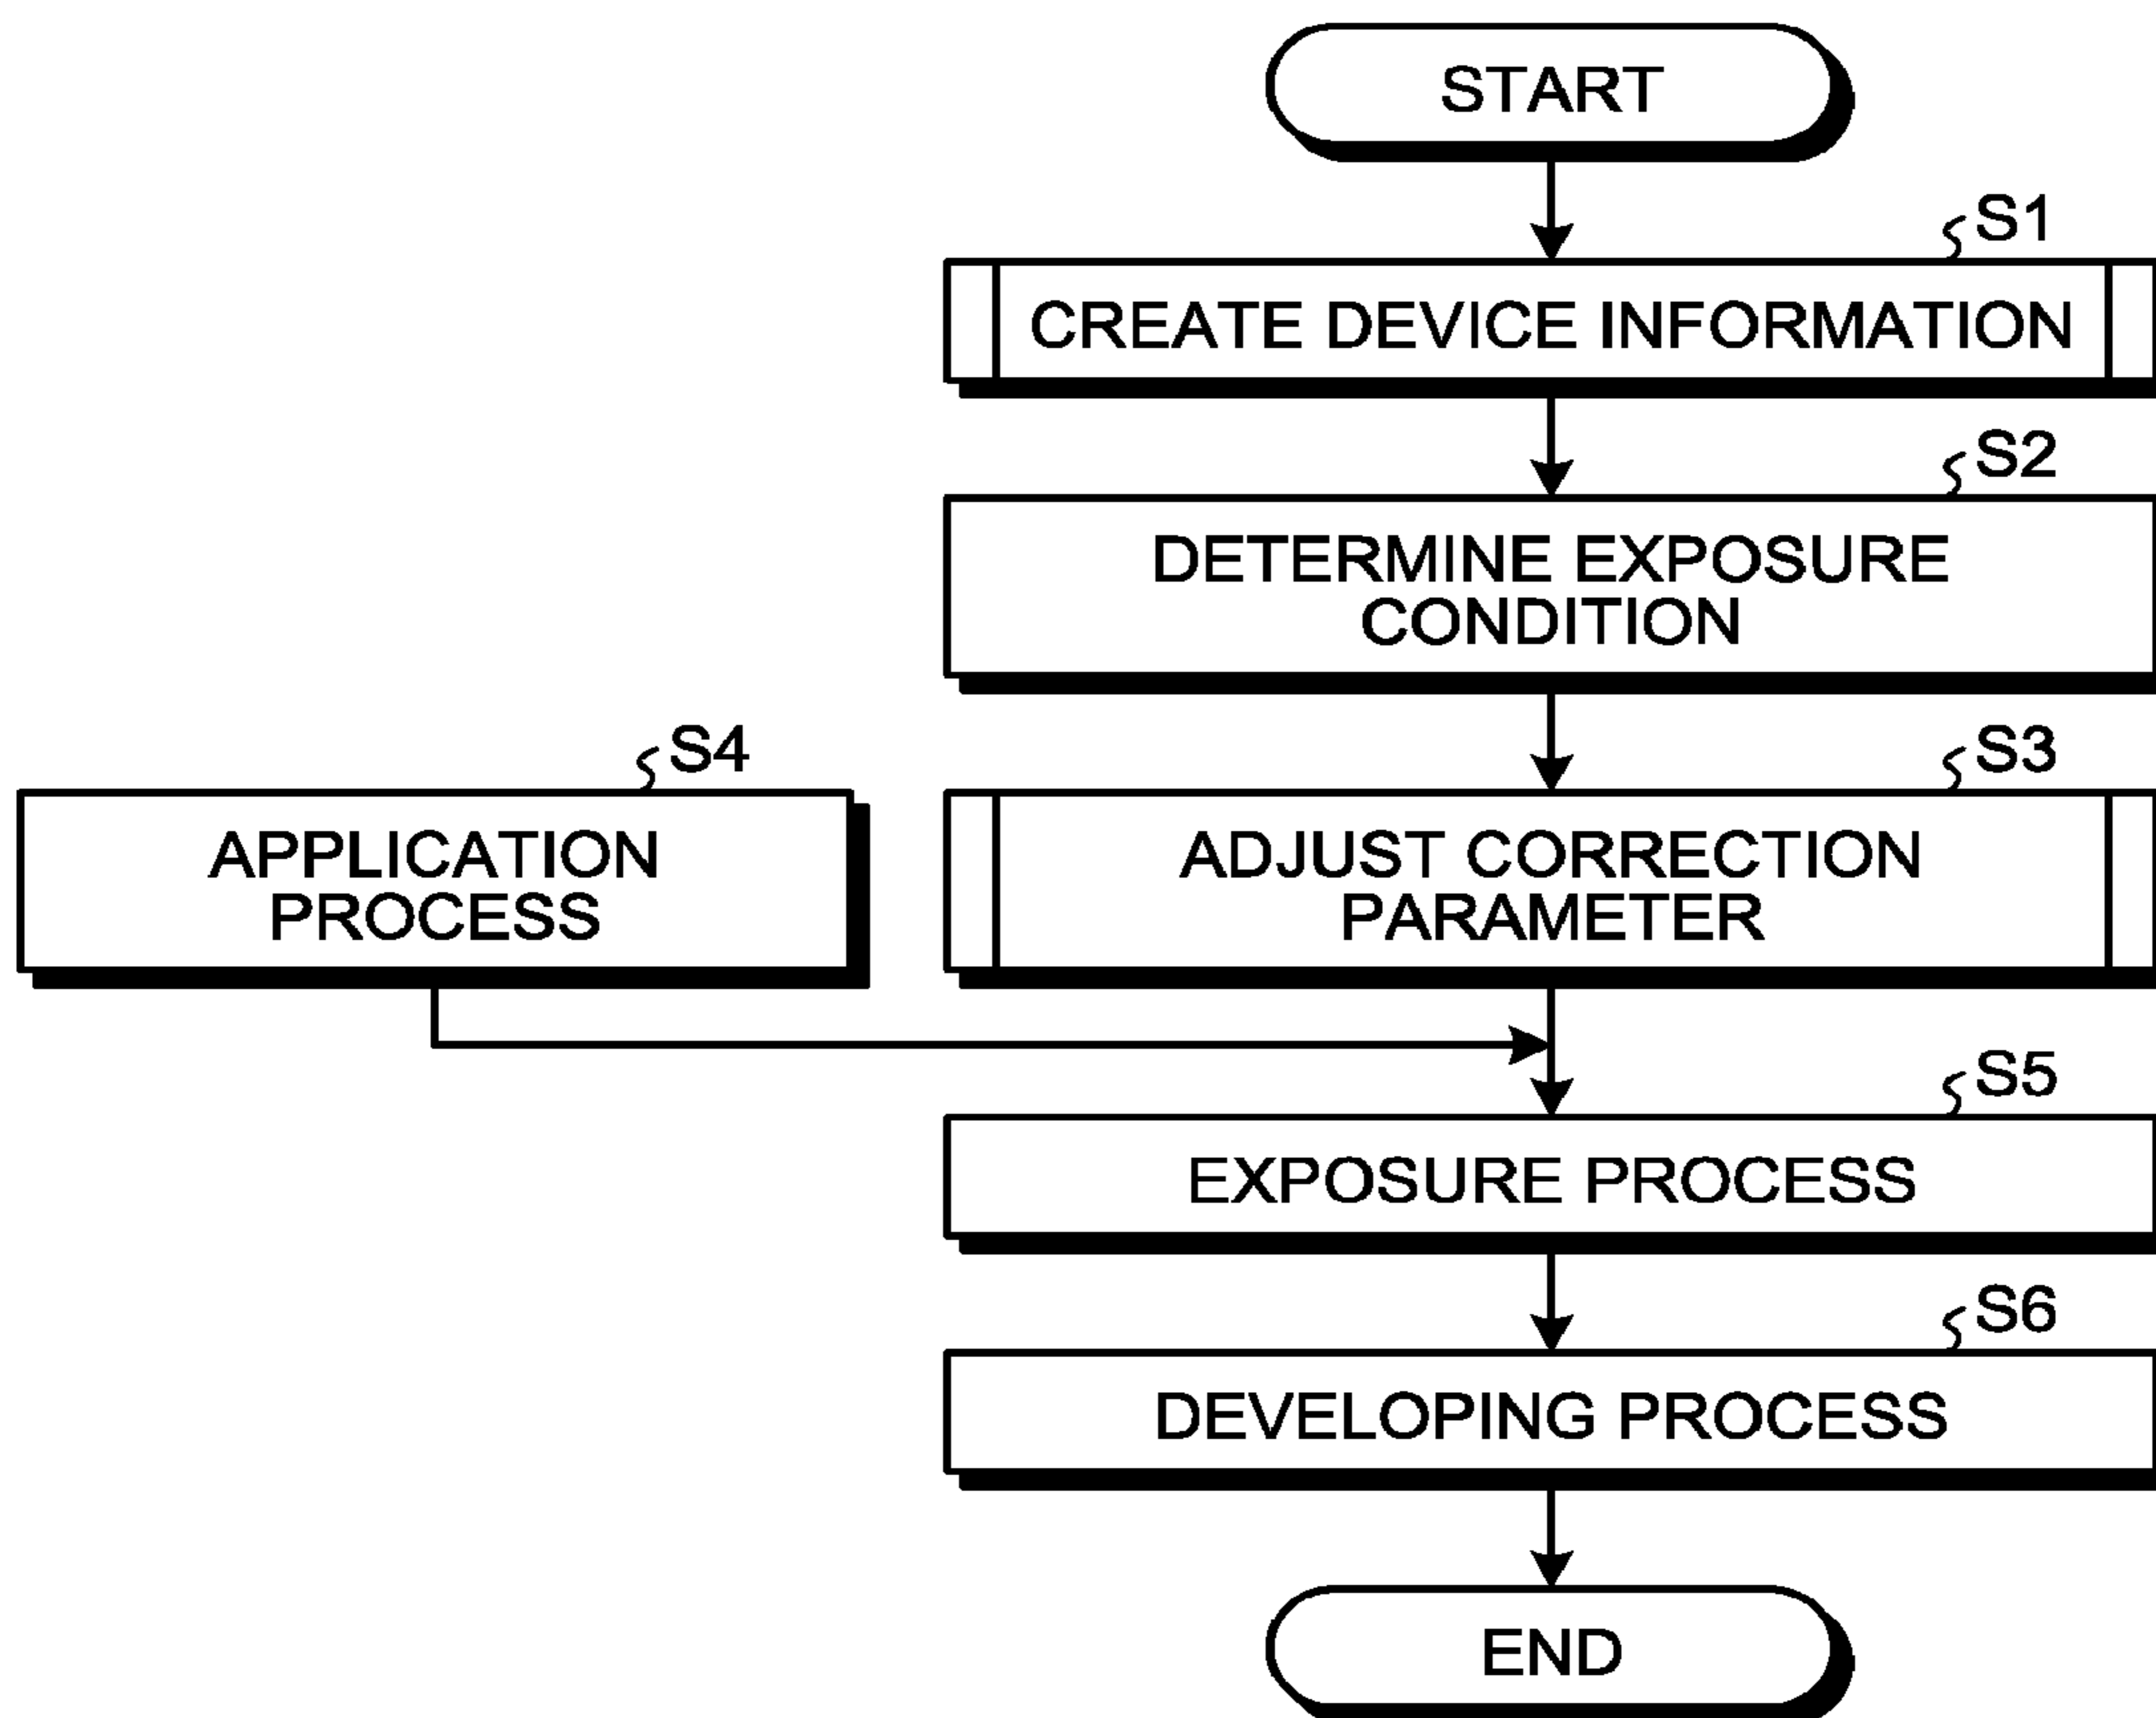 START
S1
CREATE DEVICE INFORMATION
S2
DETERMINE EXPOSURE
CONDITION
S4
APPLICATION
PROCESS
S3
ADJUST CORRECTION
PARAMETER
S5
EXPOSURE PROCESS
S6
DEVELOPING PROCESS
END